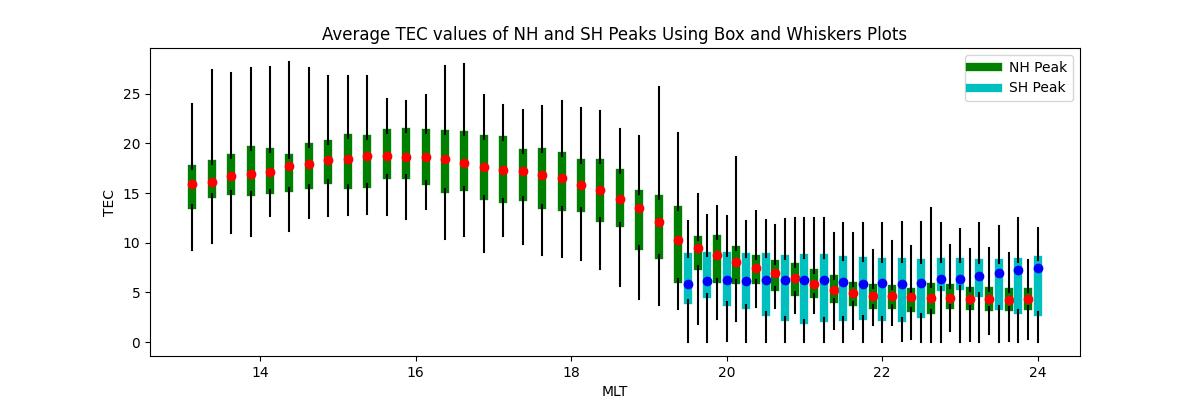 Average TEC values of NH and SH Peaks Using Box and Whiskers Plots
NH Peak
SH Peak
25
20
15
10
5
0
TEC
14 16 18 20 22 24
MLT